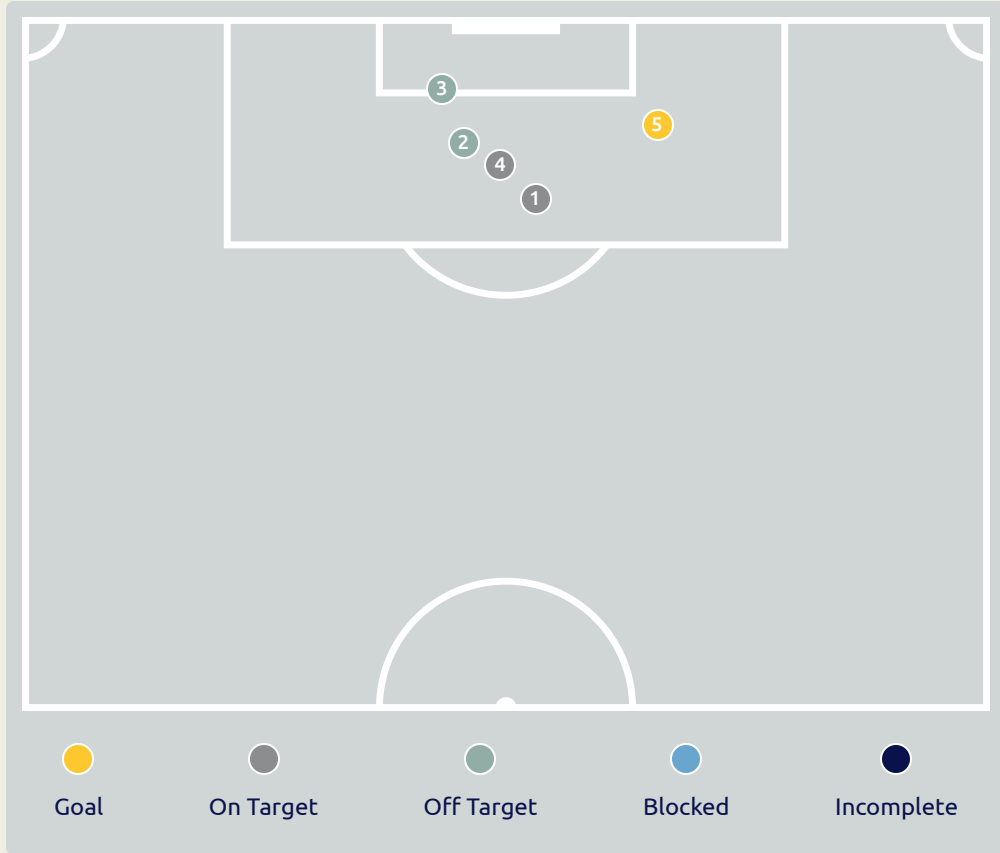 3
5
2
4
1
Goal
On Target
Off Target
Blocked
Incomplete